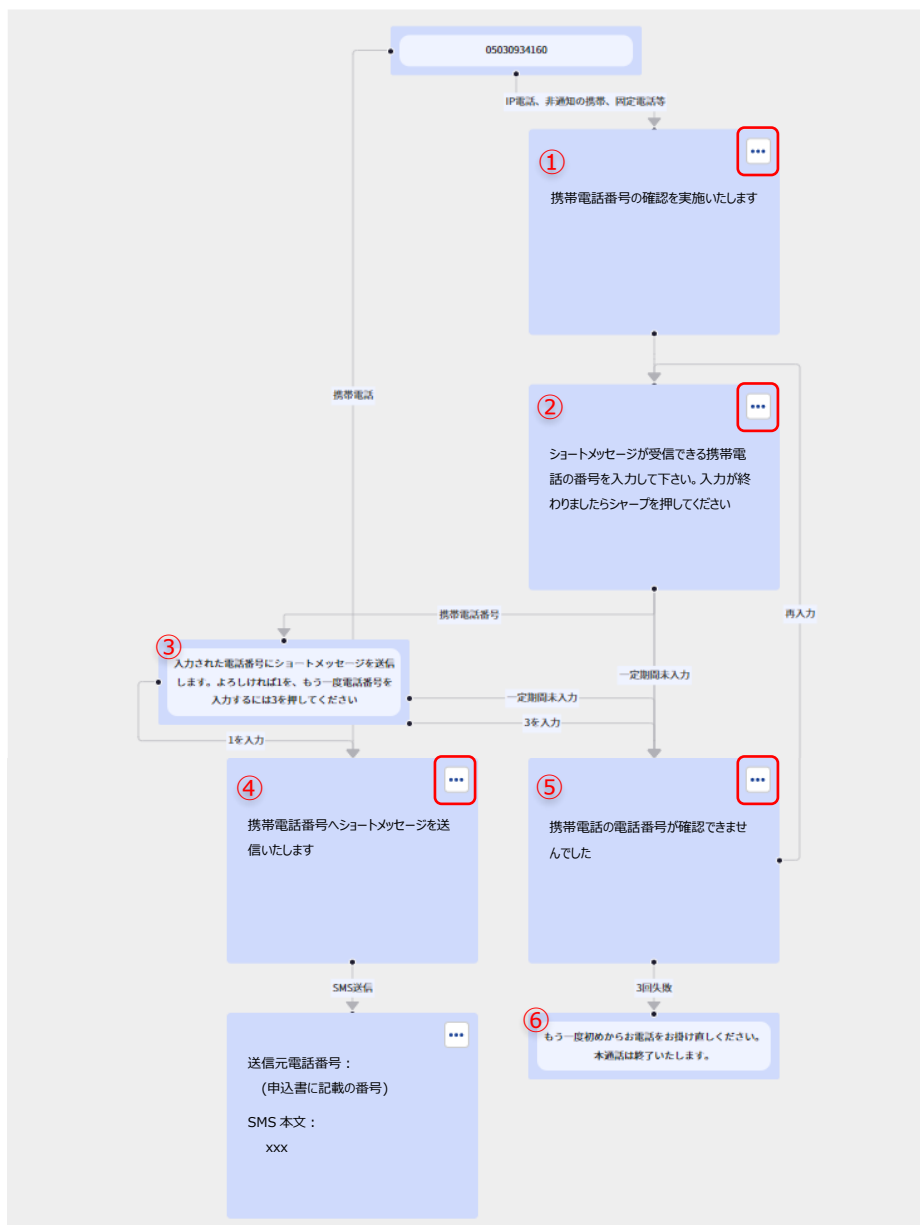 05030934160
IP電話、非通知の携帯、固定電話等
①
携帯電話番号の確認を実施いたします
携帯電話
②
ショートメッセージが受信できる携帯電
話の番号を入力して下さい。入力が終
わりましたらシャープを押してください
携帯電話番号
再入力
③
入力された電話番号にショートメッセージを送信
します。よろしければ1を、もう一度電話番号を
入力するには3を押してください
一定期間未入力
一定期間未入力
3を入力
1を入力
④
携帯電話番号へショートメッセージを送
信いたします
⑤
携帯電話の電話番号が確認できませ
んでした
SMS送信
3回失敗
⑥
もう一度初めからお電話をお掛け直しください。
本通話は終了いたします。
送信元電話番号：
(申込書に記載の番号)
SMS 本文：
xxx